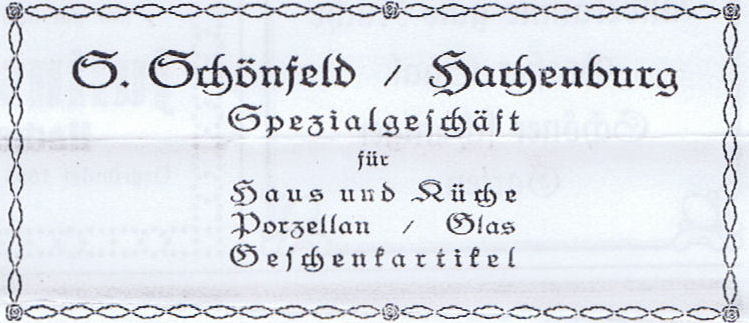 S. Schönfeld / Hachenburg
Spezialgeschäft
für
Haus und Küche
Porzellan / Glas
Geschenkartikel